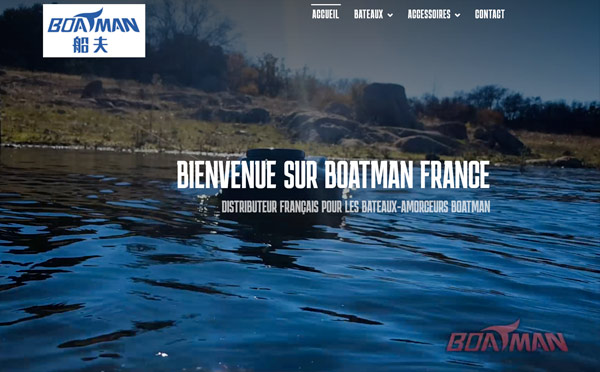 BOATMAN
船夫
ACCUEIL BATEAUX ACCESSOIRES CONTACT
BIENVENUE SUR BOATMAN FRANCE
DISTRIBUTEUR FRANÇAIS POUR LES BATEAUX-AMORCEURS BOATMAN
BOATMAN